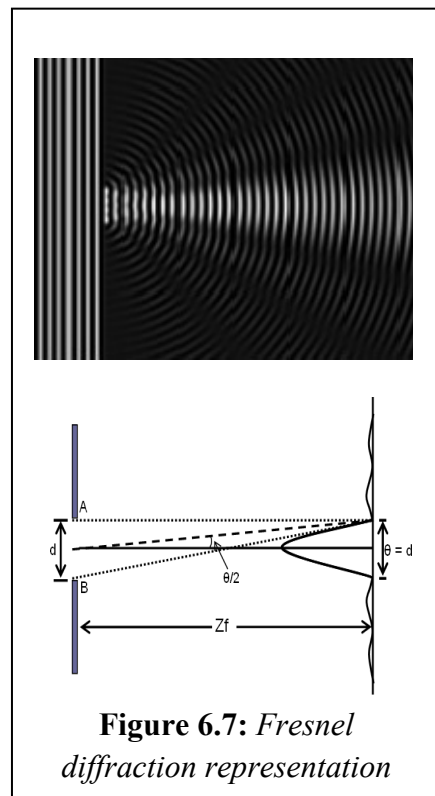 A
d
B
θ/2
θ = d
Zf
Figure 6.7: Fresnel
diffraction representation